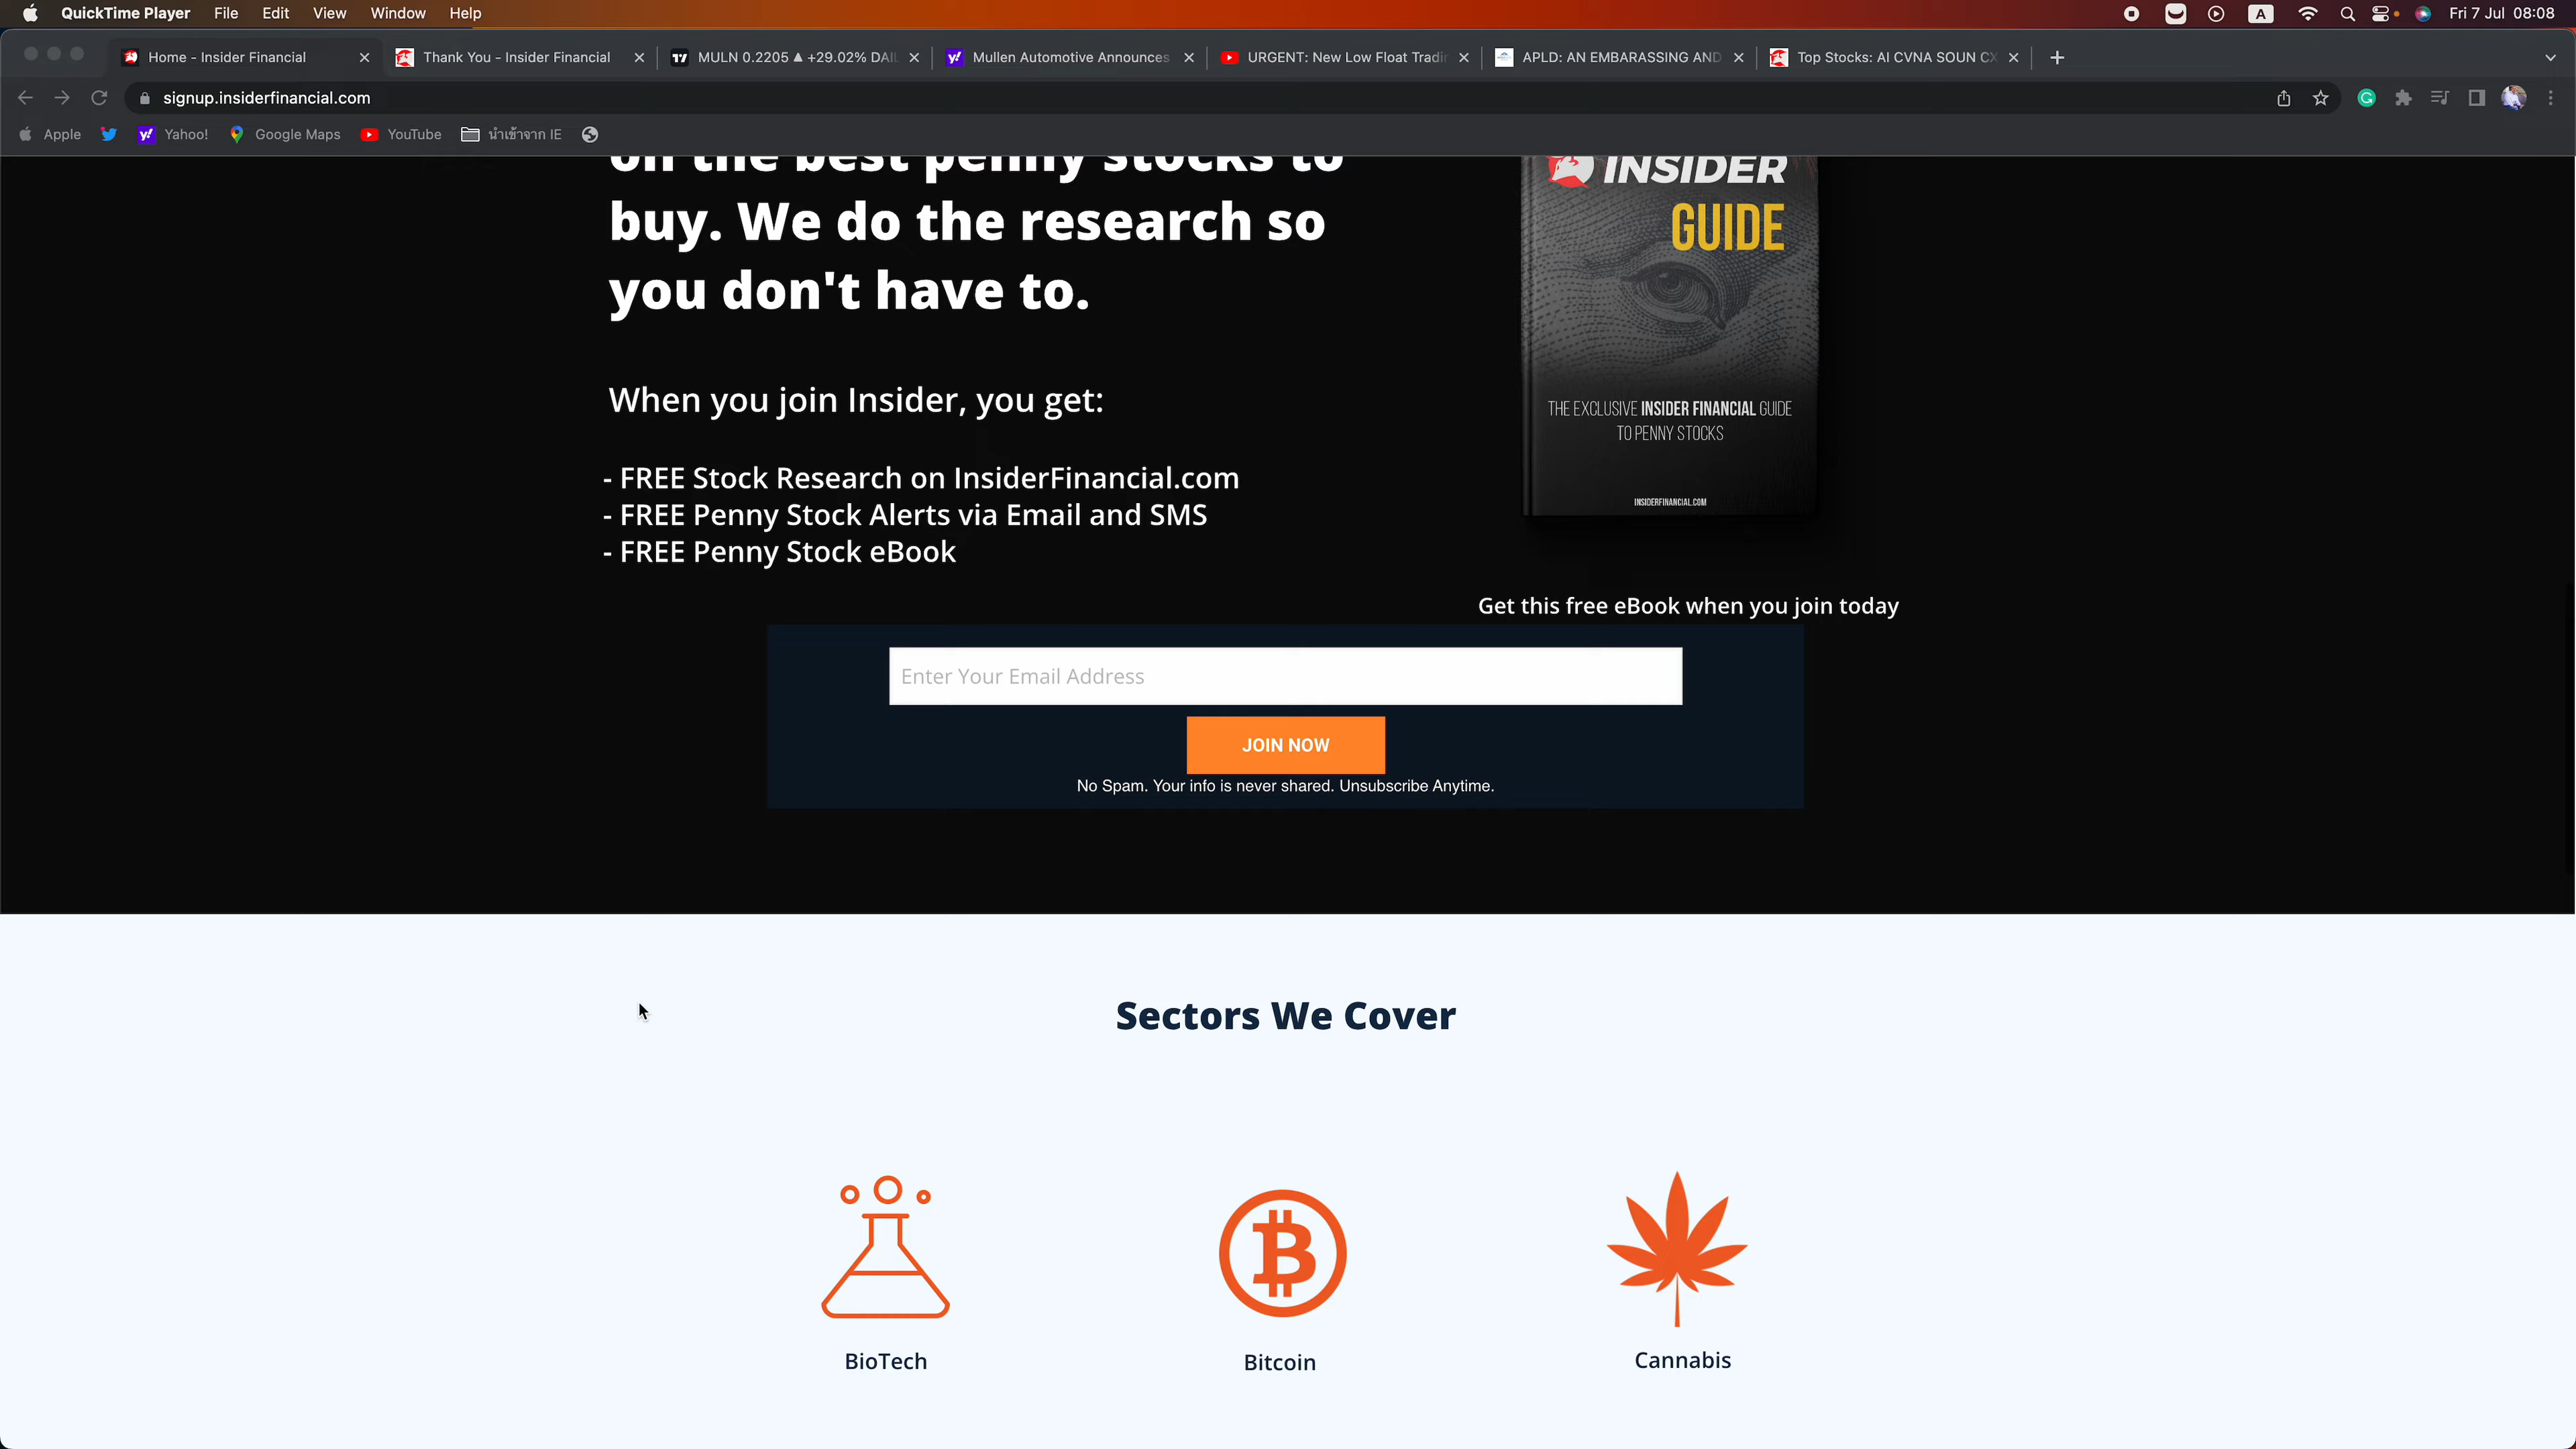 QuickTime Player File Edit View Window Help
A
Fri 7 Jul 08:08
Home - Insider Financial
Thank You - Insider Financial
MULN 0.2205 ▲ +29.02% DAI
Mullen Automotive Announces
URGENT: New Low Float Tradi
APLD: AN EMBARASSING AND
Top Stocks: AI CVNA SOUN CX
signup.insiderfinancial.com
Apple
Yahoo!
Google Maps
YouTube
นำเข้าจาก IE
on the best penny stocks to
buy. We do the research so
you don't have to.
When you join Insider, you get:
- FREE Stock Research on InsiderFinancial.com
- FREE Penny Stock Alerts via Email and SMS
- FREE Penny Stock eBook
INSIDER
GUIDE
THE EXCLUSIVE INSIDER FINANCIAL GUIDE
TO PENNY STOCKS
INSIDERFINANCIAL.COM
Get this free eBook when you join today
Enter Your Email Address
JOIN NOW
No Spam. Your info is never shared. Unsubscribe Anytime.
Sectors We Cover
BioTech
Bitcoin
Cannabis